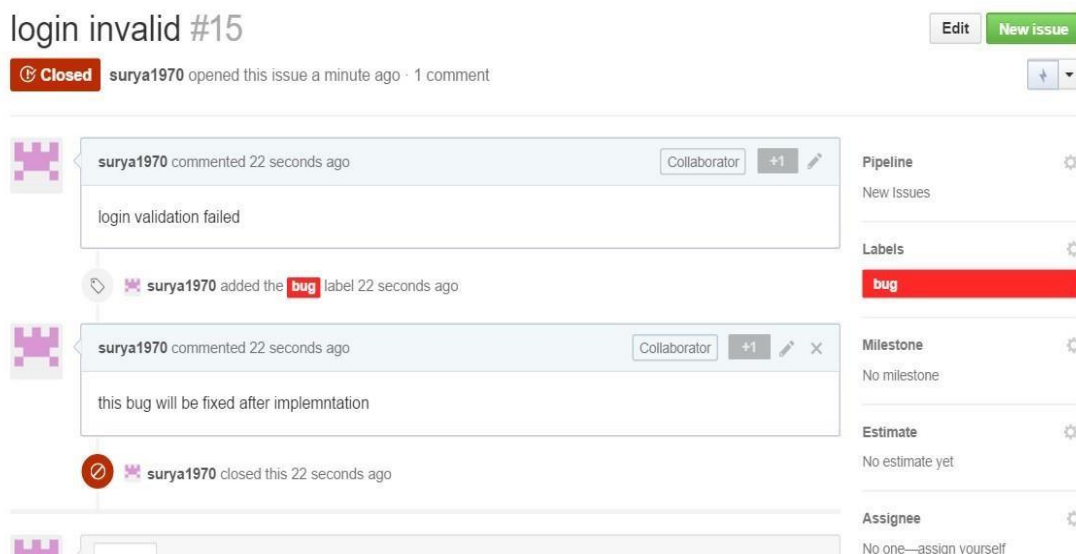 login invalid #15
Edit
New issue
Closed surya1970 opened this issue a minute ago · 1 comment
surya1970 commented 22 seconds ago
Collaborator
+1
login validation failed
surya1970 added the bug label 22 seconds ago
surya1970 commented 22 seconds ago
Collaborator
+1
this bug will be fixed after implemntation
surya1970 closed this 22 seconds ago
Pipeline
New Issues
Labels
bug
Milestone
No milestone
Estimate
No estimate yet
Assignee
No one—assign yourself